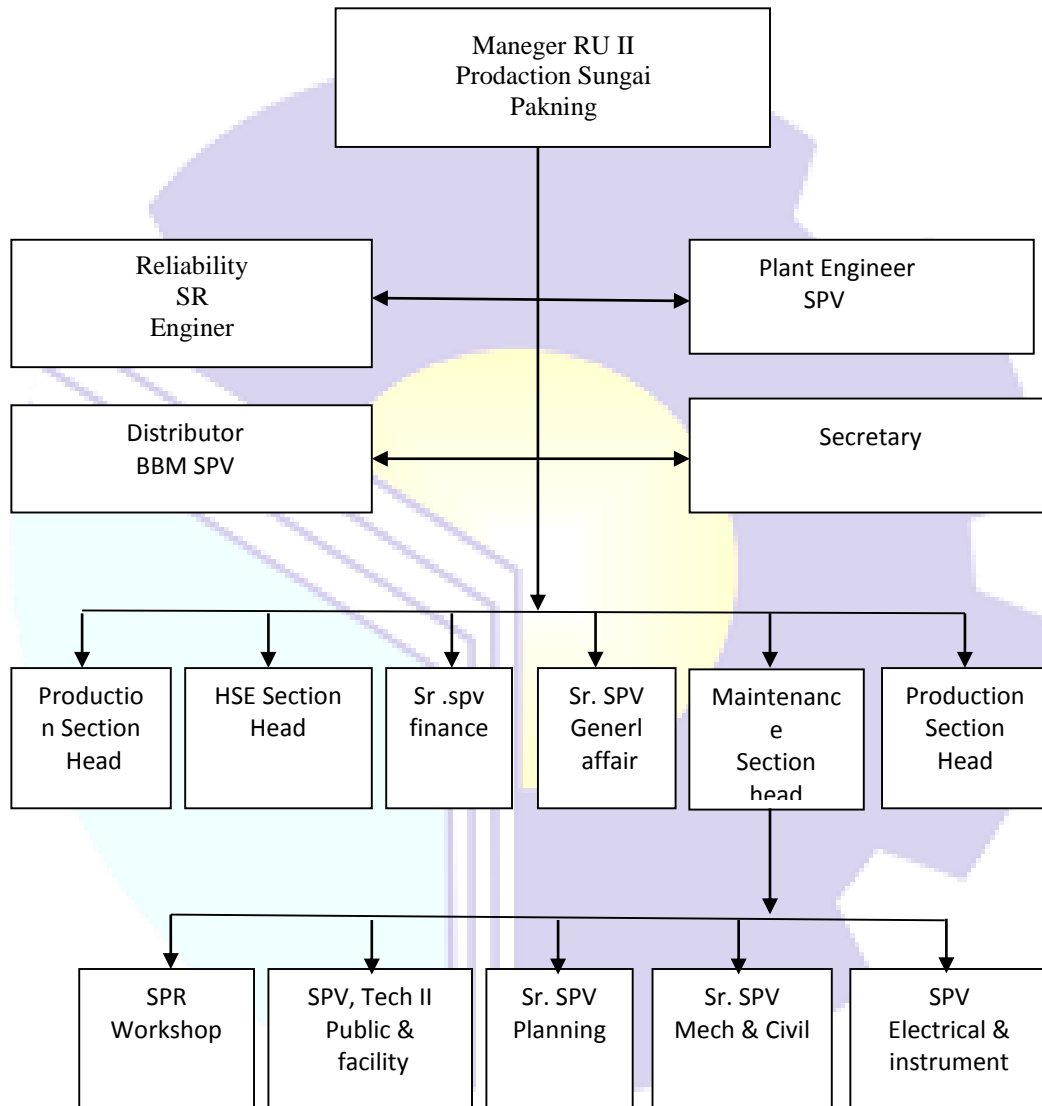 Maneger RU II
Prodaction Sungai
Pakning
Reliability
SR
Enginer
Plant Engineer
SPV
Distributor
BBM SPV
Secretary
Productio
n Section
Head
HSE Section
Head
Sr .spv
finance
Sr. SPV
Generl
affair
Maintenanc
e
Section
head
Production
Section
Head
SPR
Workshop
SPV, Tech II
Public &
facility
Sr. SPV
Planning
Sr. SPV
Mech & Civil
SPV
Electrical &
instrument